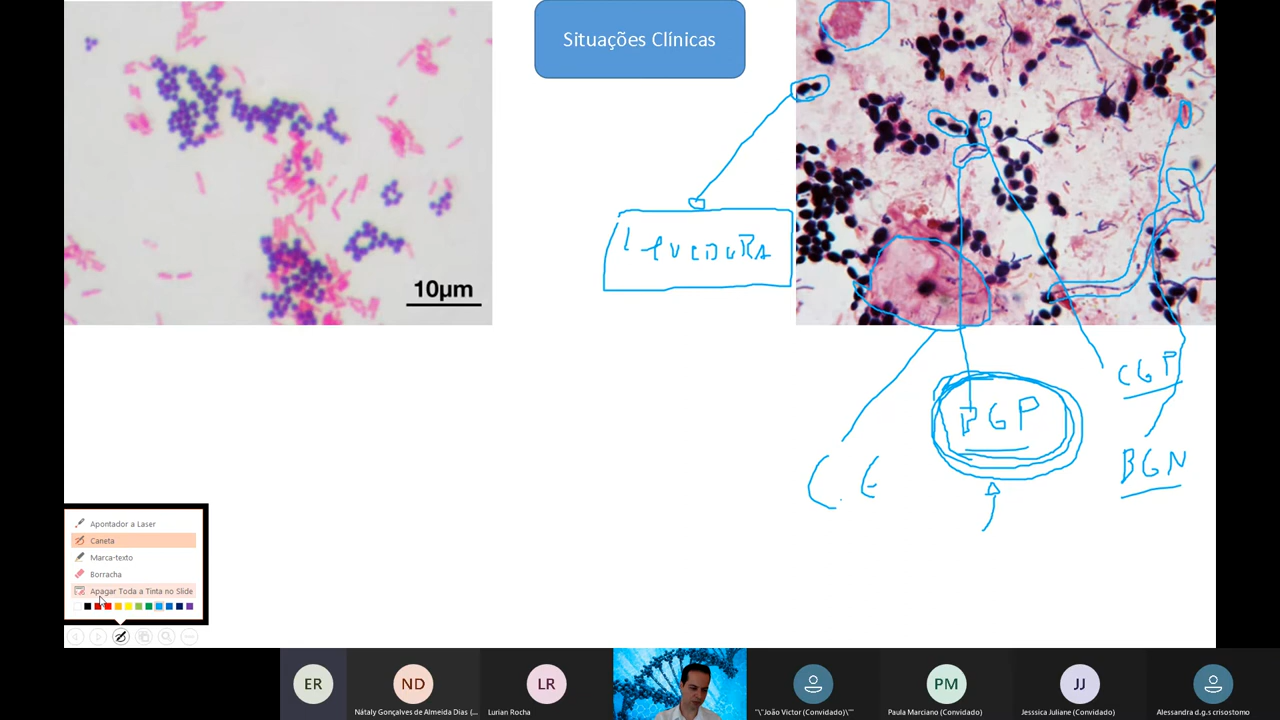 Situações Clínicas
10µm
LEVEDURA
CGP
BGP
BGN
C.E
Apontador a Laser
Caneta
Marca-texto
Borracha
Apagar Toda a Tinta no Slide
ER
ND
LR
PM
JJ
Nátaly Gonçalves de Almeida Dias (...
Lurian Rocha
"\"João Victor (Convidado)\""
Paula Marciano (Convidado)
Jesssica Juliane (Convidado)
Alessandra d.g.s crisostomo